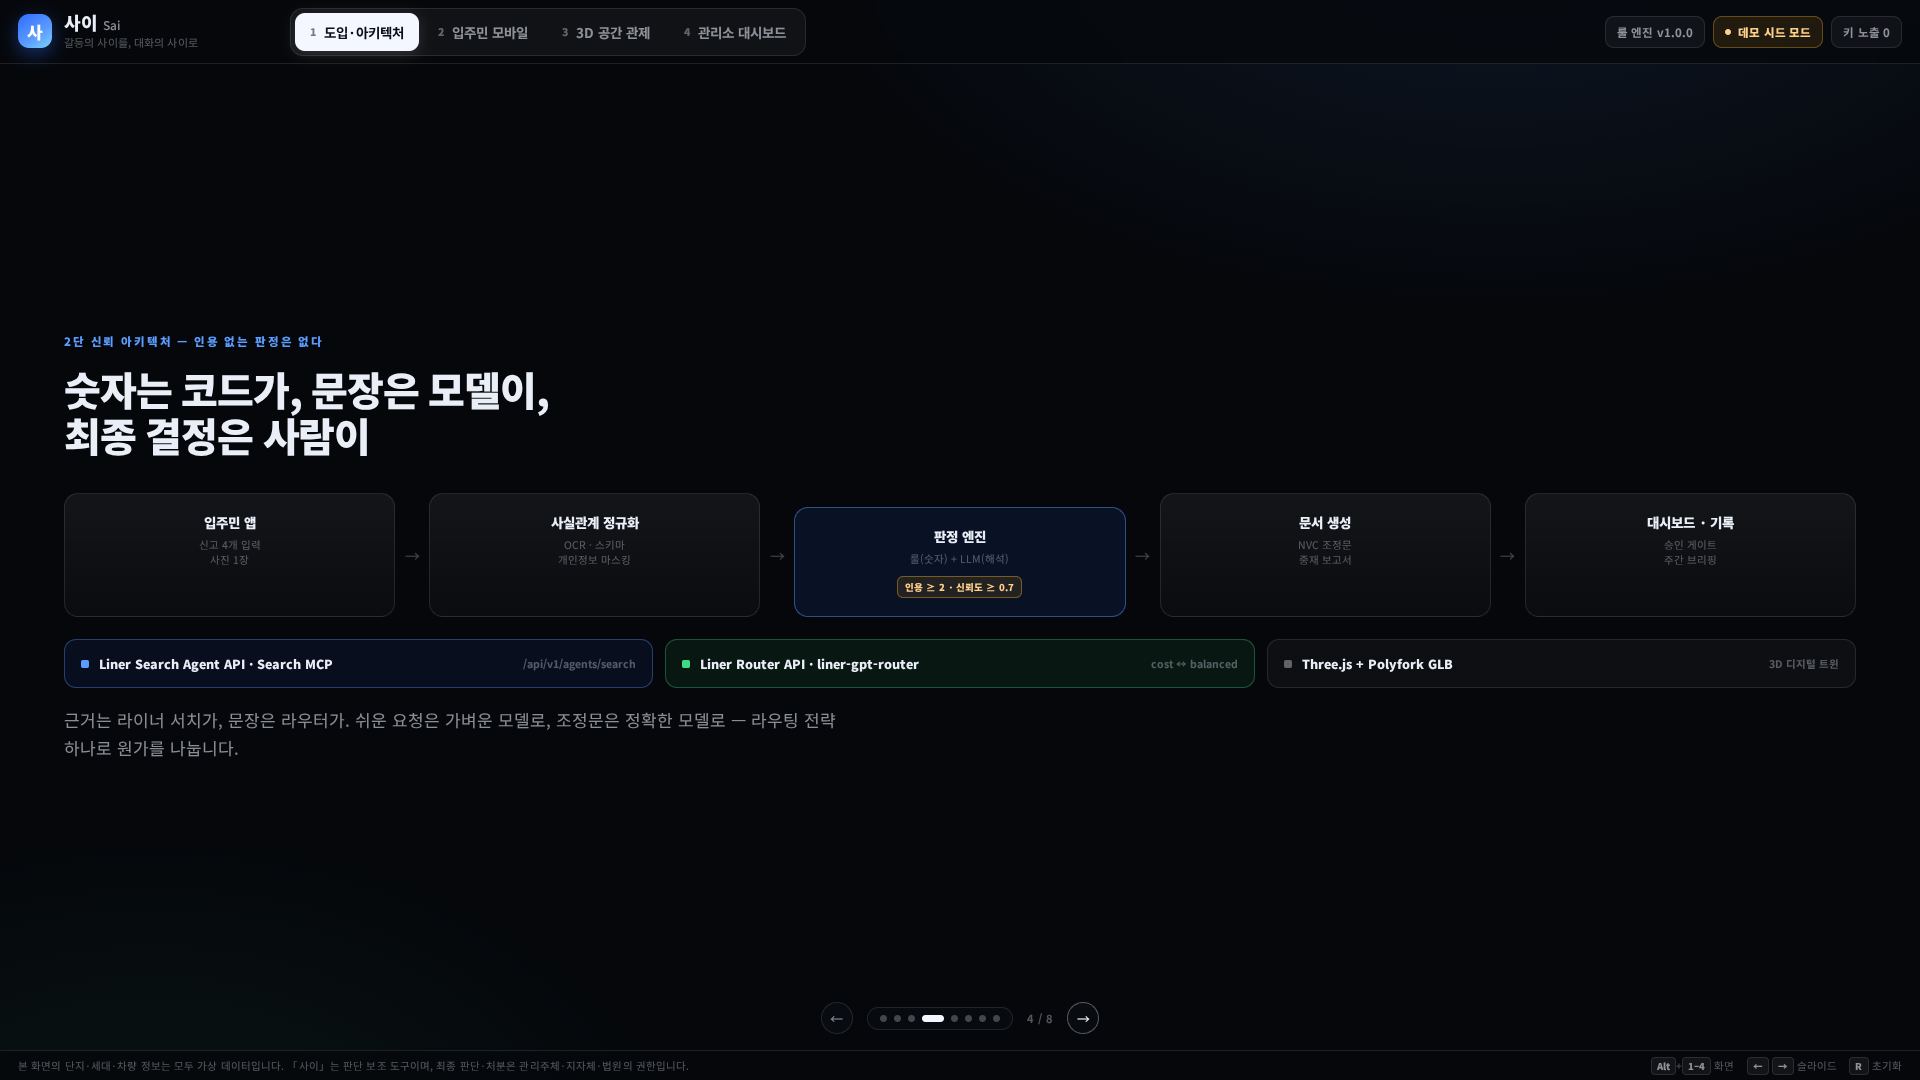 사
사이 Sai
갈등의 사이를, 대화의 사이로
1 도입·아키텍처
2 입주민 모바일
3 3D 공간 관제
4 관리소 대시보드
룰 엔진 v1.0.0
데모 시드 모드
키 노출 0
2단 신뢰 아키텍처 — 인용 없는 판정은 없다
숫자는 코드가, 문장은 모델이,
최종 결정은 사람이
입주민 앱
신고 4개 입력
사진 1장
→
사실관계 정규화
OCR · 스키마
개인정보 마스킹
→
판정 엔진
룰(숫자) + LLM(해석)
인용 ≥ 2 · 신뢰도 ≥ 0.7
→
문서 생성
NVC 조정문
중재 보고서
→
대시보드 · 기록
승인 게이트
주간 브리핑
Liner Search Agent API · Search MCP
/api/v1/agents/search
Liner Router API · liner-gpt-router
cost ↔ balanced
Three.js + Polyfork GLB
3D 디지털 트윈
근거는 라이너 서치가, 문장은 라우터가. 쉬운 요청은 가벼운 모델로, 조정문은 정확한 모델로 — 라우팅 전략
하나로 원가를 나눕니다.
←
4 / 8
→
본 화면의 단지·세대·차량 정보는 모두 가상 데이터입니다. 「사이」는 판단 보조 도구이며, 최종 판단·처분은 관리주체·지자체·법원의 권한입니다.
Alt + 1–4 화면
← → 슬라이드
R 초기화